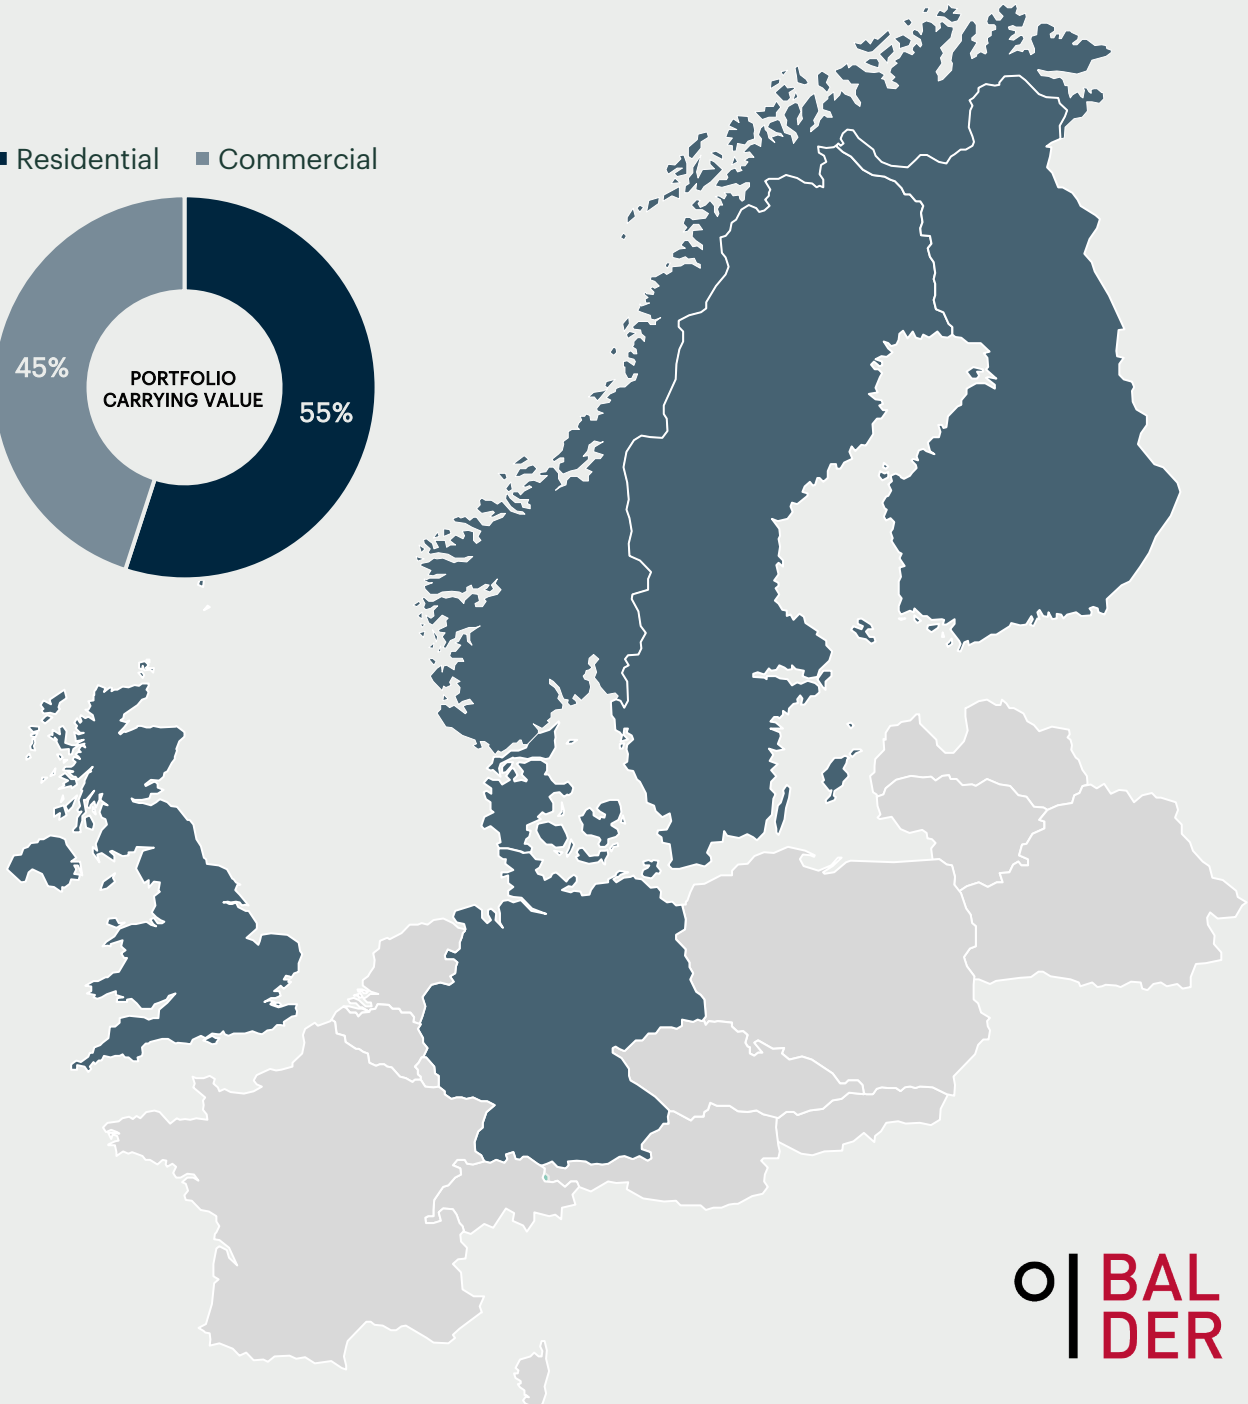 Residential
Commercial
45%
PORTFOLIO
CARRYING VALUE
55%
BAL
DER